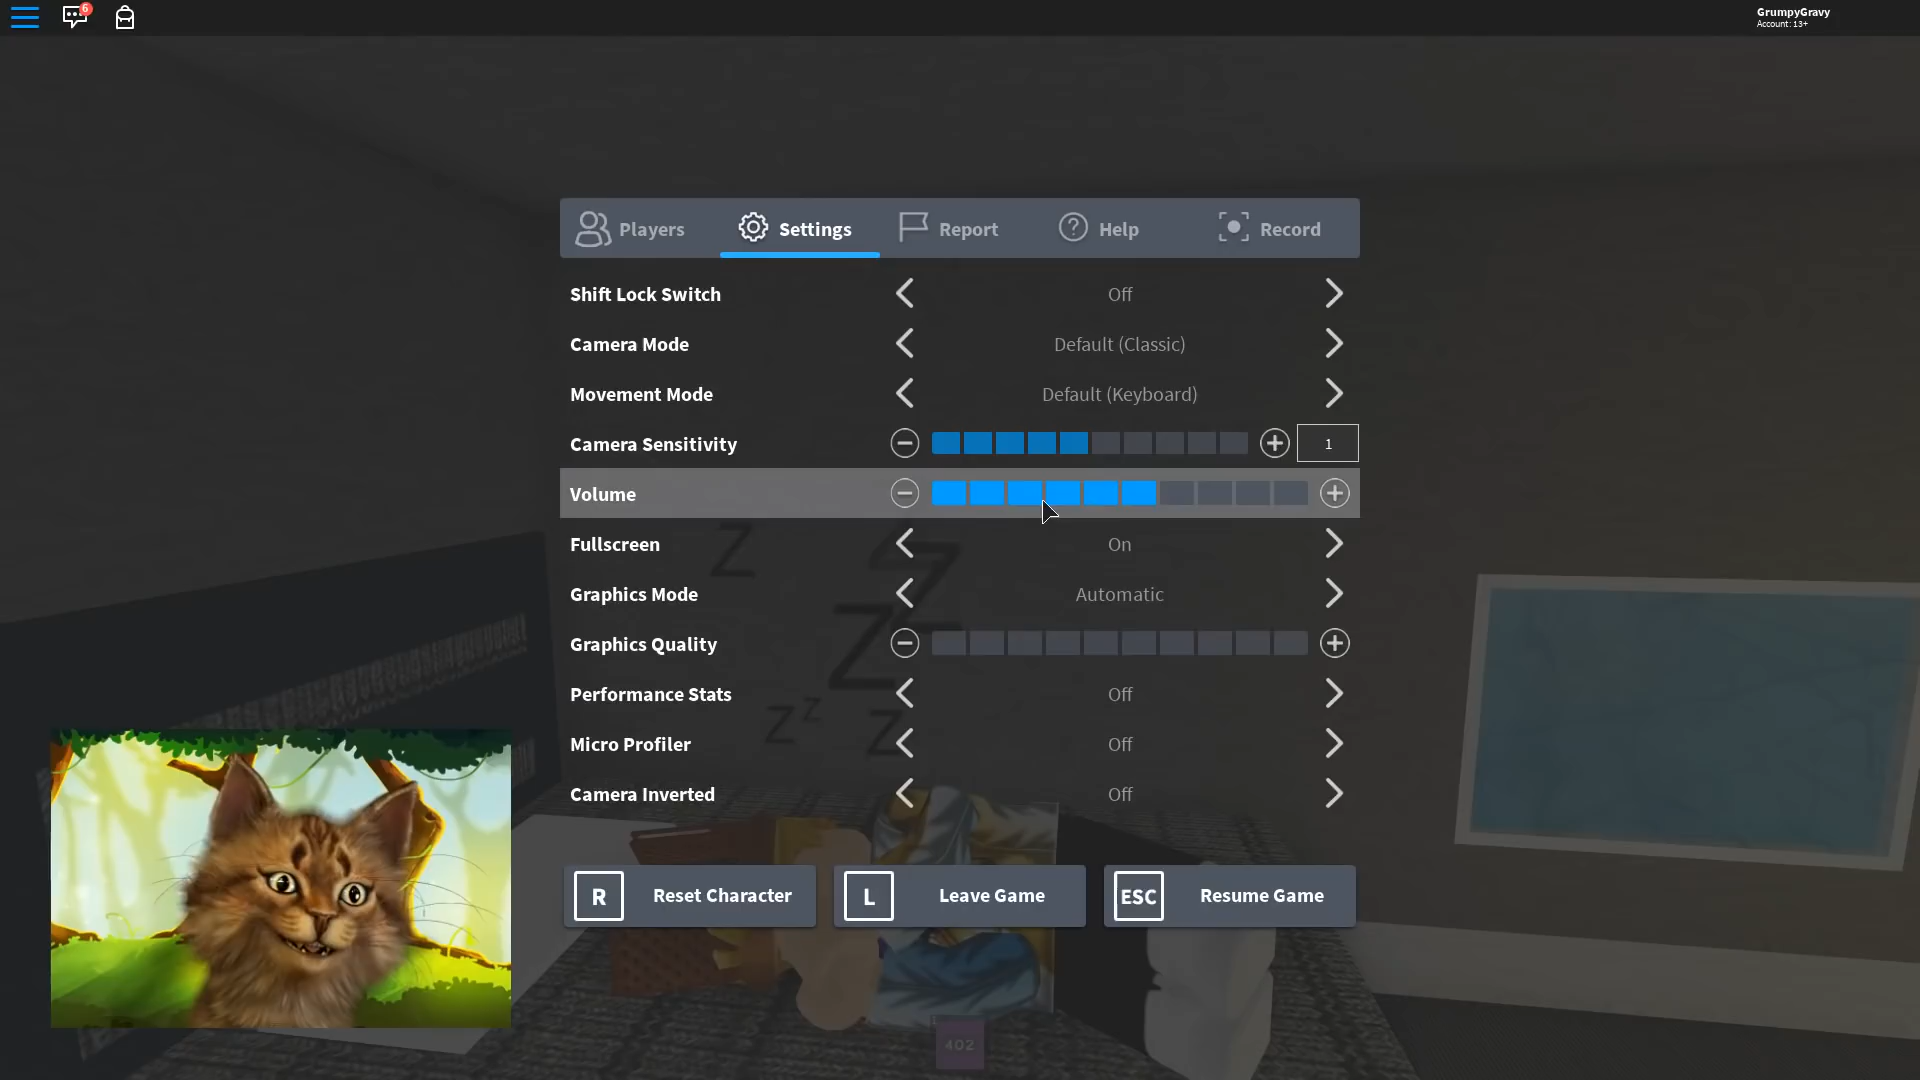 6
GrumpyGravy
Account: 13+
Players
Settings
Report
Help
Record
Shift Lock Switch Off
Camera Mode Default (Classic)
Movement Mode Default (Keyboard)
Camera Sensitivity 1
Volume
Fullscreen On
Graphics Mode Automatic
Graphics Quality
Performance Stats Off
Micro Profiler Off
Camera Inverted Off
Z Z Z z z Z
R Reset Character
L Leave Game
ESC Resume Game
402